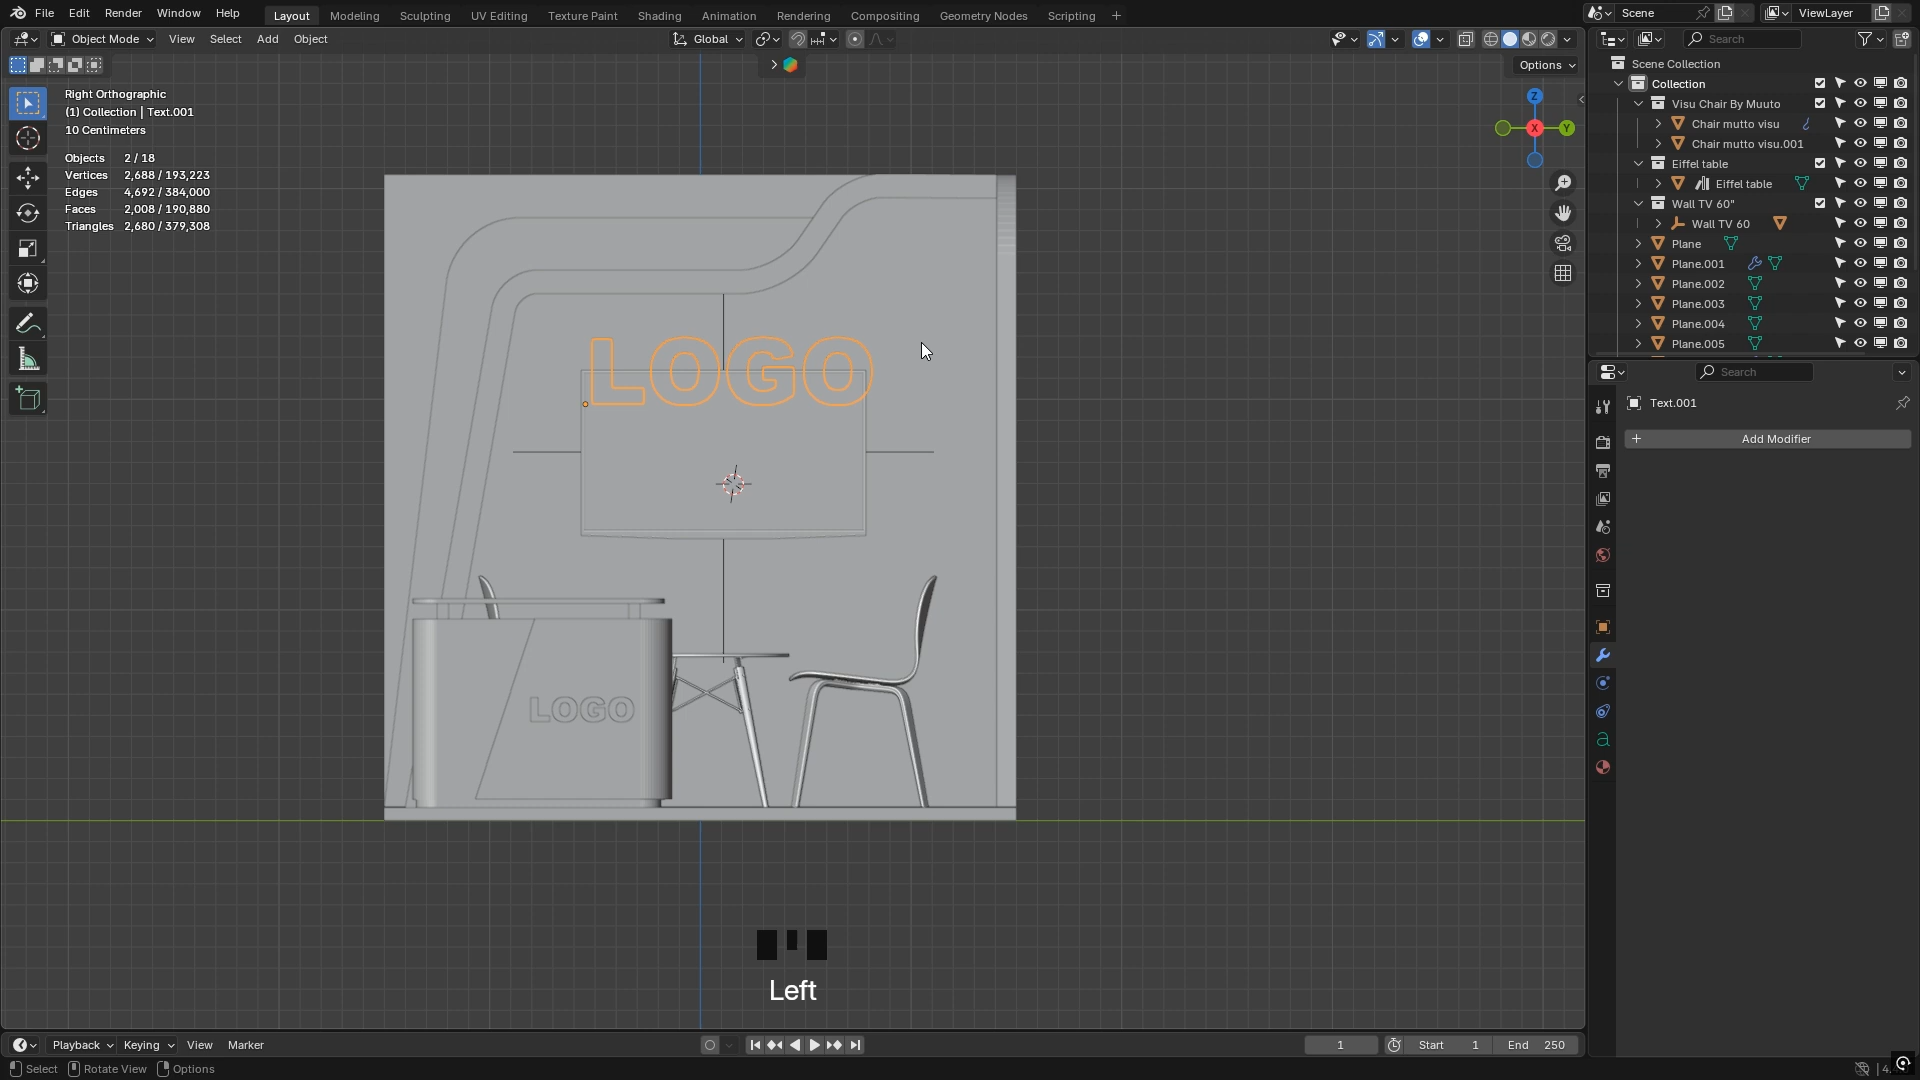 File Edit Render Window Help
Layout Modeling Sculpting UV Editing Texture Paint Shading Animation Rendering Compositing Geometry Nodes Scripting +
Scene
ViewLayer
Object Mode View Select Add Object
Global
Options
Right Orthographic
(1) Collection | Text.001
10 Centimeters
Objects 2 / 18
Vertices 2,688 / 193,223
Edges 4,692 / 384,000
Faces 2,008 / 190,880
Triangles 2,680 / 379,308
Z
X
Y
LOGO
LOGO
Left
Search
Scene Collection
Collection
Visu Chair By Muuto
Chair mutto visu
Chair mutto visu.001
Eiffel table
Eiffel table
Wall TV 60"
Wall TV 60
Plane
Plane.001
Plane.002
Plane.003
Plane.004
Plane.005
Search
Text.001
+ Add Modifier
Playback Keying View Marker
1
Start 1
End 250
Select Rotate View Options